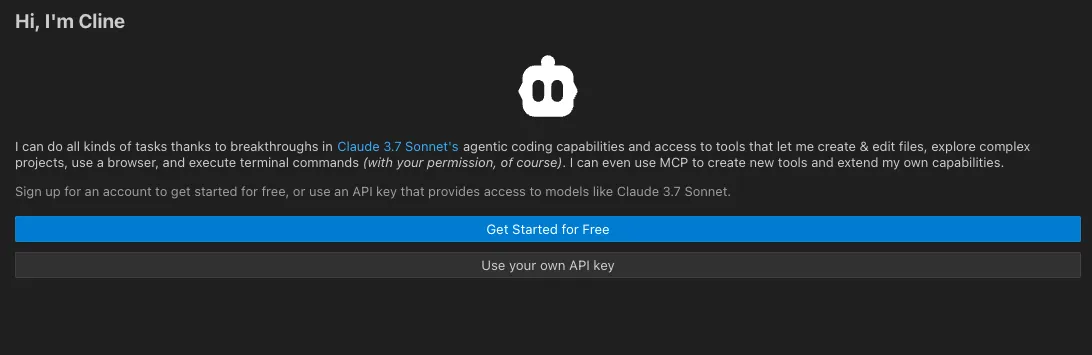 Hi, I'm Cline
I can do all kinds of tasks thanks to breakthroughs in Claude 3.7 Sonnet's agentic coding capabilities and access to tools that let me create & edit files, explore complex
projects, use a browser, and execute terminal commands (with your permission, of course). I can even use MCP to create new tools and extend my own capabilities.
Sign up for an account to get started for free, or use an API key that provides access to models like Claude 3.7 Sonnet.
Get Started for Free
Use your own API key